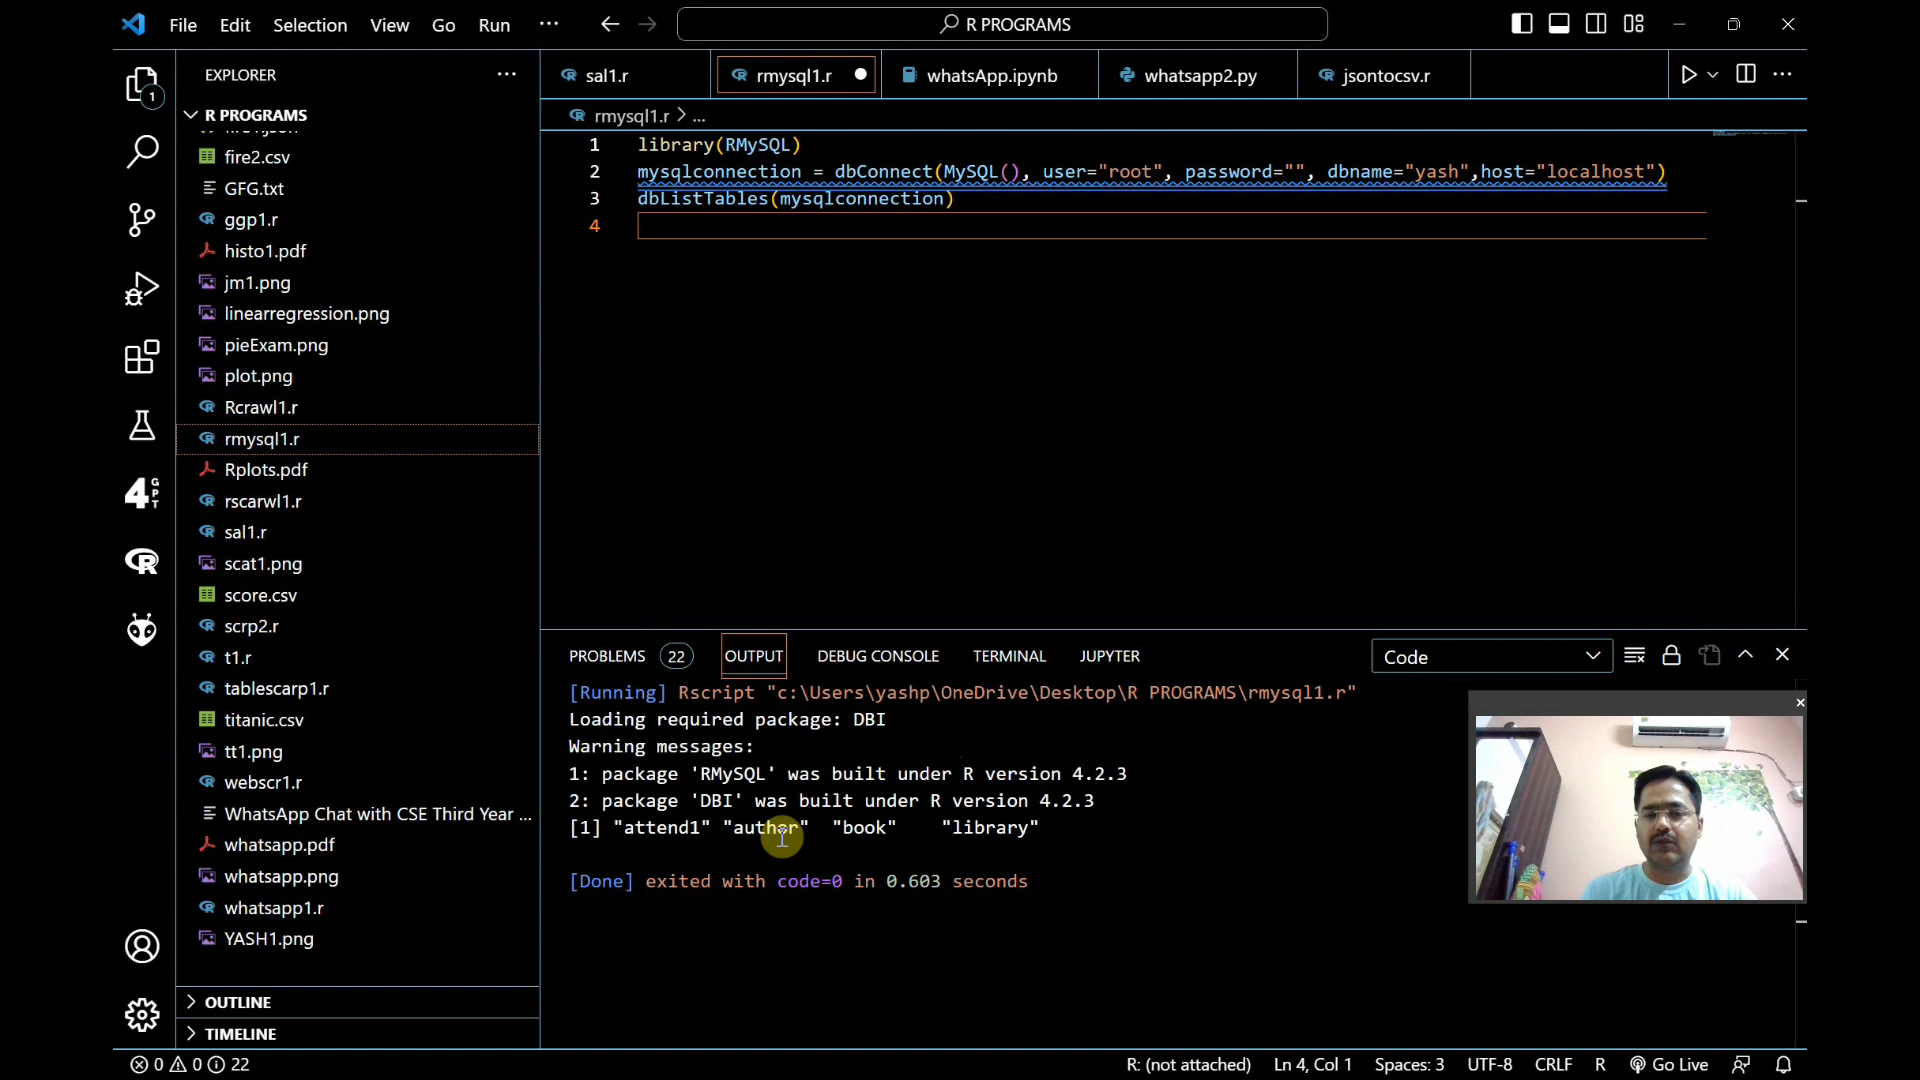 File Edit Selection View Go Run ... R PROGRAMS
EXPLORER ...
R PROGRAMS
fire2.csv
GFG.txt
ggp1.r
histo1.pdf
jm1.png
linearregression.png
pieExam.png
plot.png
Rcrawl1.r
rmysql1.r
Rplots.pdf
rscarwl1.r
sal1.r
scat1.png
score.csv
scrp2.r
t1.r
tablescarp1.r
titanic.csv
tt1.png
webscr1.r
WhatsApp Chat with CSE Third Year ...
whatsapp.pdf
whatsapp.png
whatsapp1.r
YASH1.png
OUTLINE
TIMELINE
1
4 GPT
sal1.r rmysql1.r whatsApp.ipynb whatsapp2.py jsontocsv.r
rmysql1.r > ...
1 library(RMySQL)
2 mysqlconnection = dbConnect(MySQL(), user="root", password="", dbname="yash",host="localhost")
3 dbListTables(mysqlconnection)
4
PROBLEMS 22 OUTPUT DEBUG CONSOLE TERMINAL JUPYTER Code
[Running] Rscript "c:\Users\yashp\OneDrive\Desktop\R PROGRAMS\rmysql1.r"
Loading required package: DBI
Warning messages:
1: package 'RMySQL' was built under R version 4.2.3
2: package 'DBI' was built under R version 4.2.3
[1] "attend1" "author" "book" "library"
[Done] exited with code=0 in 0.603 seconds
0 0 22 R: (not attached) Ln 4, Col 1 Spaces: 3 UTF-8 CRLF R Go Live